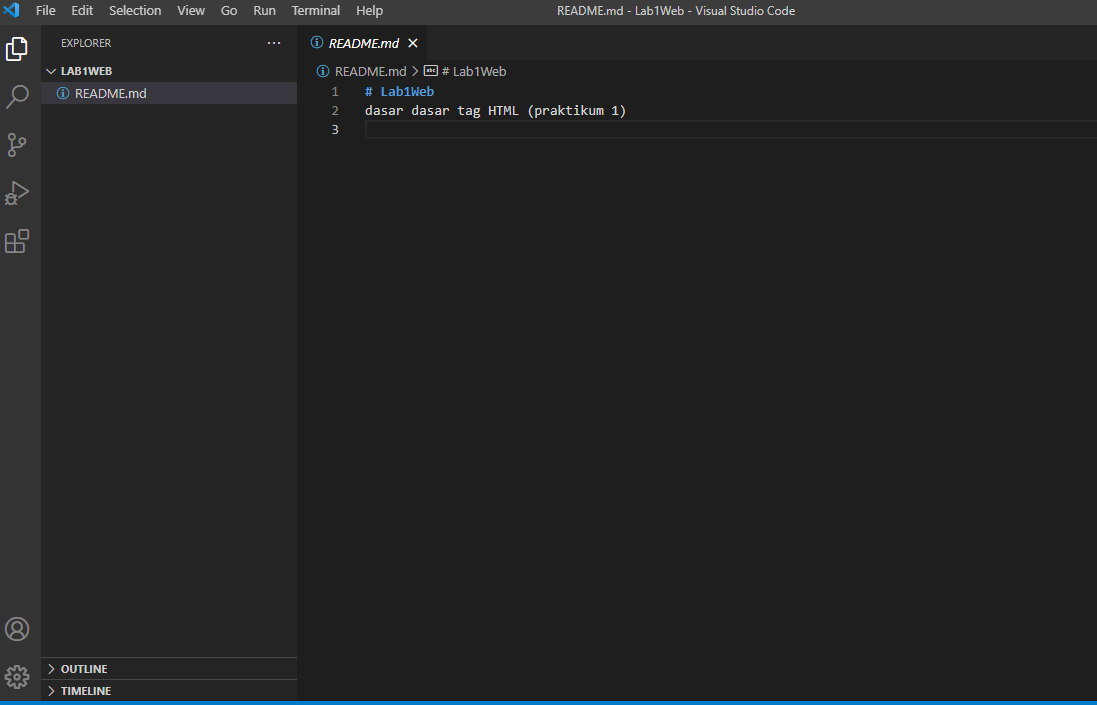 File Edit Selection View Go Run Terminal Help README.md - Lab1Web - Visual Studio Code
EXPLORER ···
LAB1WEB
README.md
README.md
README.md > # Lab1Web
1 # Lab1Web
2 dasar dasar tag HTML (praktikum 1)
3
OUTLINE
TIMELINE